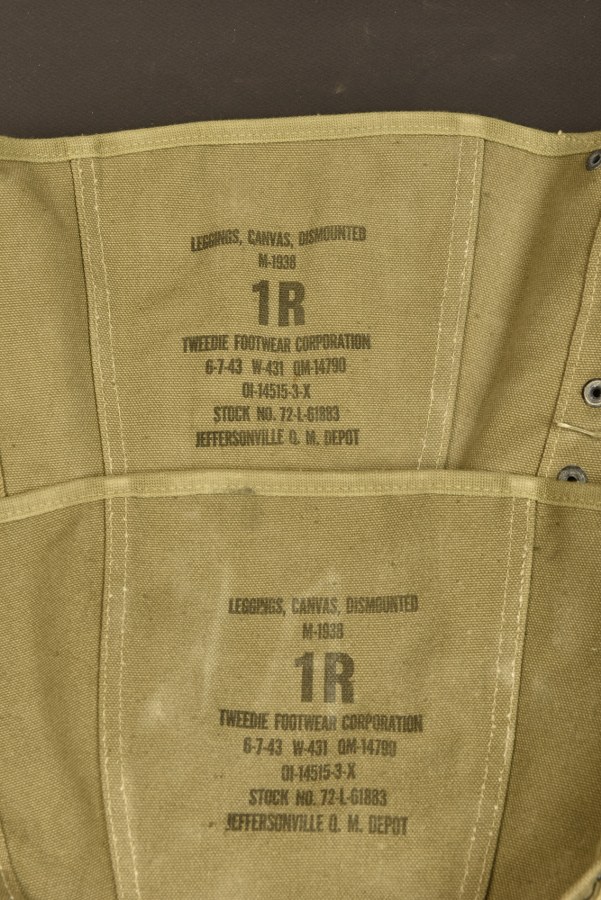 LEGGINGS, CANVAS, DISMOUNTED
M-1938
1R
TWEEDIE FOOTWEAR CORPORATION
6-7-43 W-431 QM-14790
OI-14515-3-X
STOCK NO. 72-L-61883
JEFFERSONVILLE Q. M. DEPOT
LEGGINGS, CANVAS, DISMOUNTED
M-1938
1R
TWEEDIE FOOTWEAR CORPORATION
6-7-43 W-431 QM-14790
OI-14515-3-X
STOCK NO. 72-L-61883
JEFFERSONVILLE Q. M. DEPOT